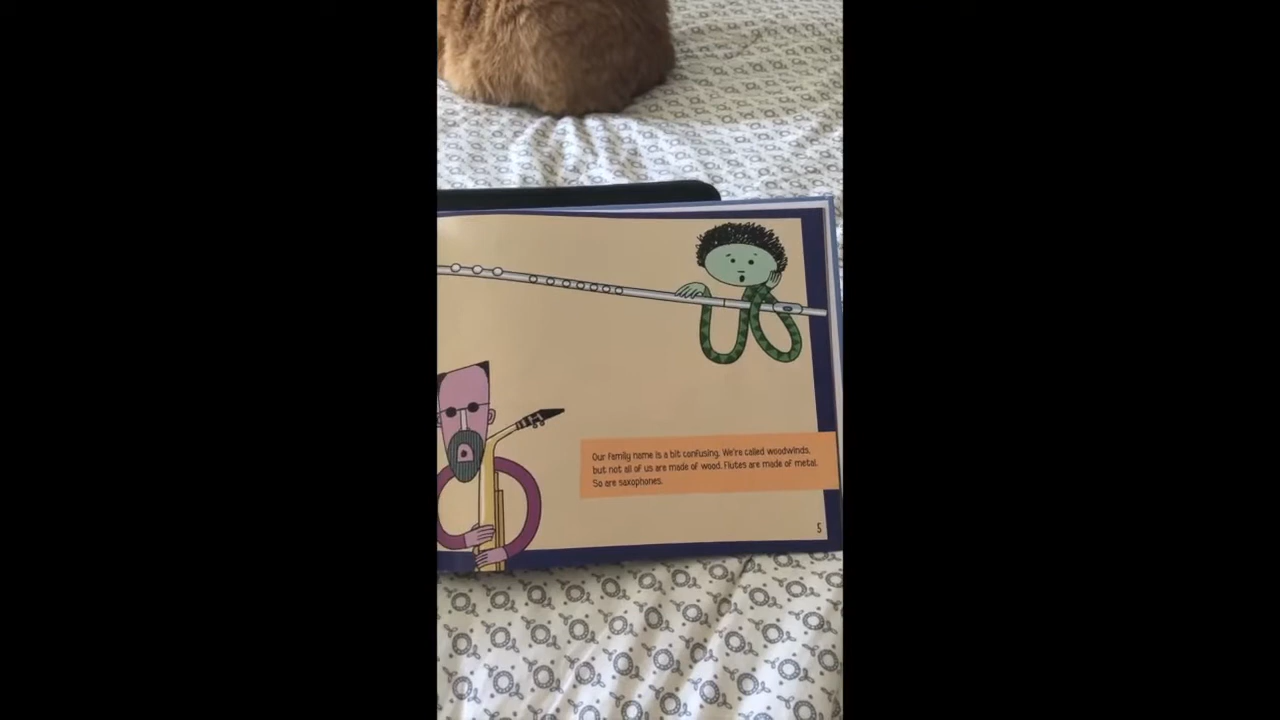 Our family name is a bit confusing. We're called woodwinds,
but not all of us are made of wood. Flutes are made of metal.
So are saxophones.
5